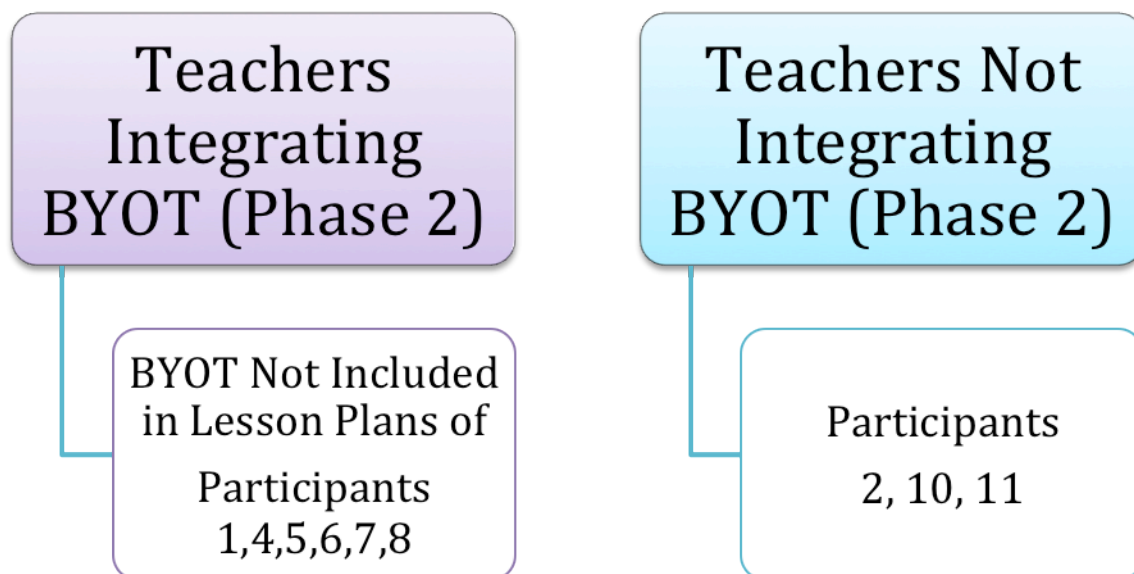 Teachers
Integrating
BYOT (Phase 2)
BYOT Not Included
in Lesson Plans of
Participants
1,4,5,6,7,8
Teachers Not
Integrating
BYOT (Phase 2)
Participants
2, 10, 11